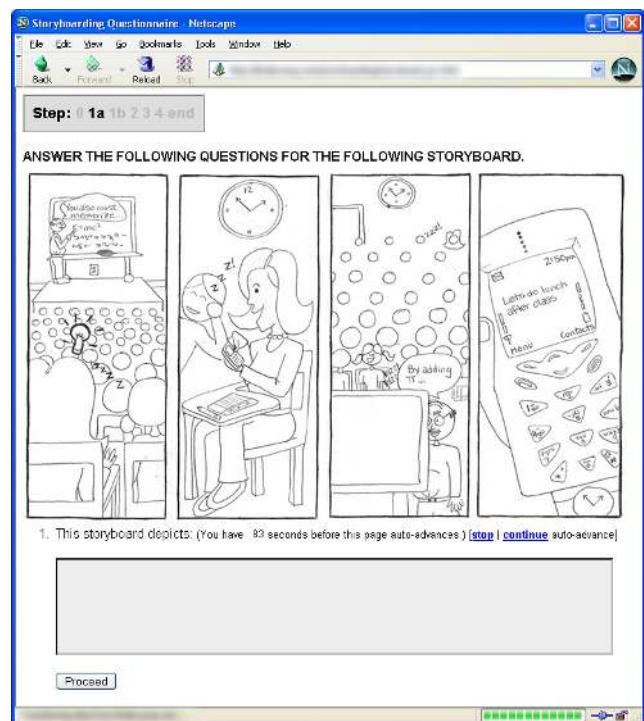 Storyboarding Questionnaire - Netscape
File Edit View Go Bookmarks Tools Window Help
Back Forward Reload Stop
Step: 0 1a 1b 2 3 4 end
ANSWER THE FOLLOWING QUESTIONS FOR THE FOLLOWING STORYBOARD.
You also must
memorize...
E=mc²
z z z
z
12
z z z!
zzz!
By adding
π...
2:50pm
Let's do lunch
after class
Menu Contacts
1. This storyboard depicts: (You have 83 seconds before this page auto-advances.) [stop | continue auto-advance]
Proceed